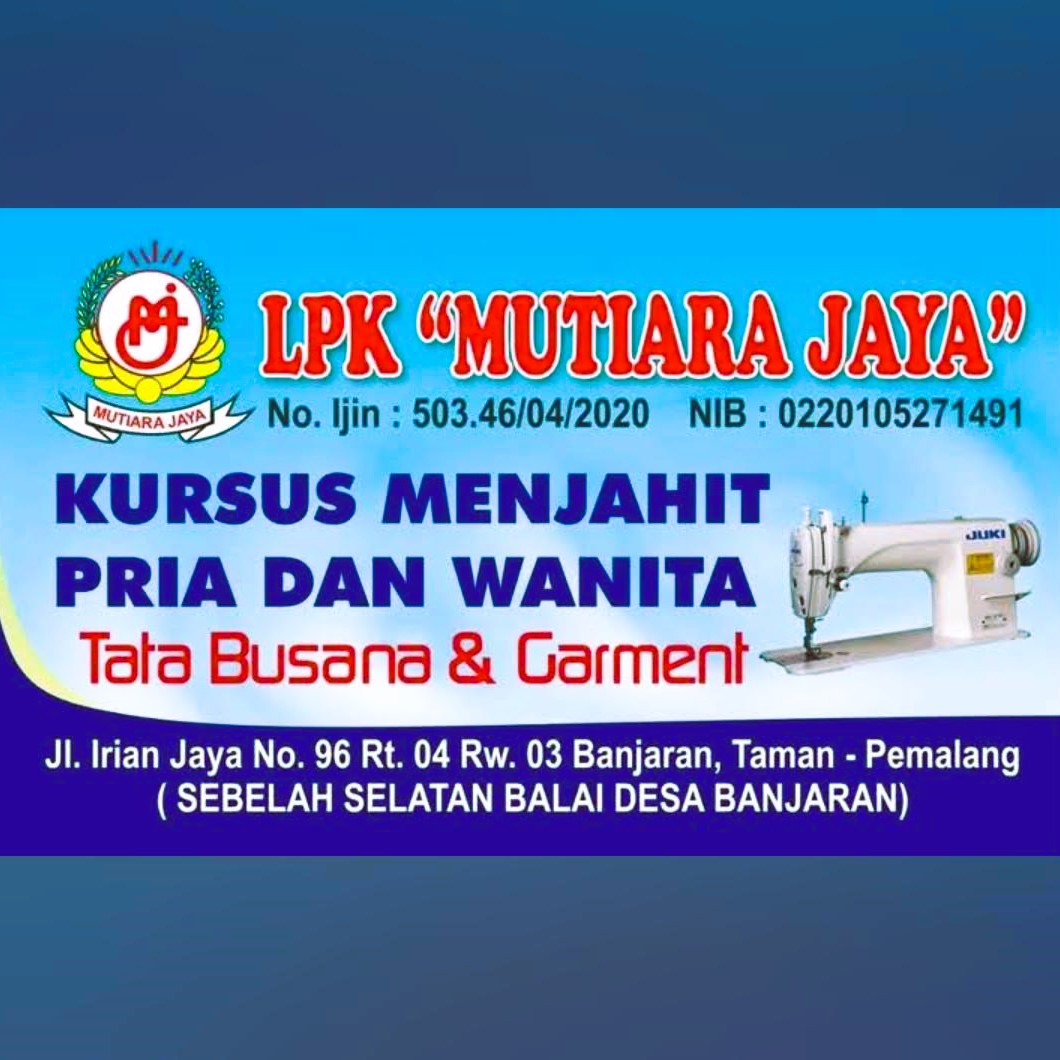 MJ
MUTIARA JAYA
LPK “MUTIARA JAYA”
No. Ijin : 503.46/04/2020 NIB : 0220105271491
KURSUS MENJAHIT
PRIA DAN WANITA
Tata Busana & Garment
JUKI
Jl. Irian Jaya No. 96 Rt. 04 Rw. 03 Banjaran, Taman - Pemalang
( SEBELAH SELATAN BALAI DESA BANJARAN)